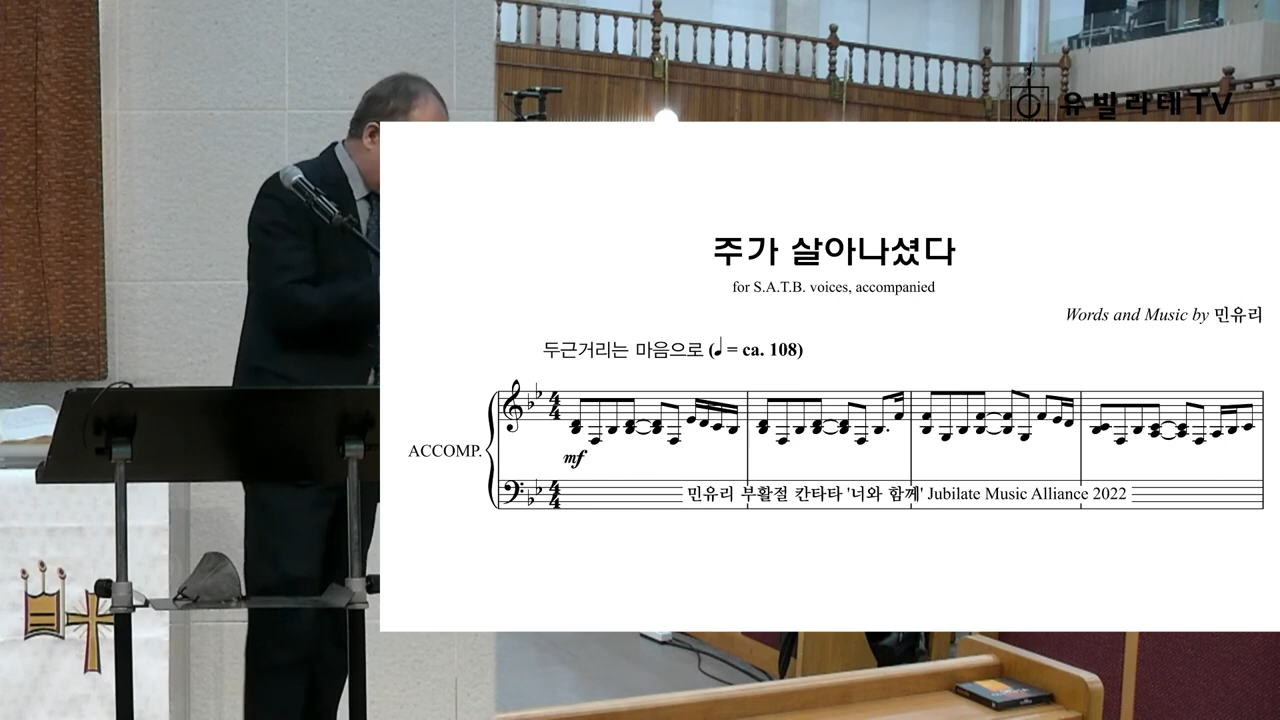 유빌라테TV
주가 살아나셨다
for S.A.T.B. voices, accompanied
Words and Music by 민유리
두근거리는 마음으로 (♩ = ca. 108)
ACCOMP.
mf
민유리 부활절 칸타타 '너와 함께' Jubilate Music Alliance 2022